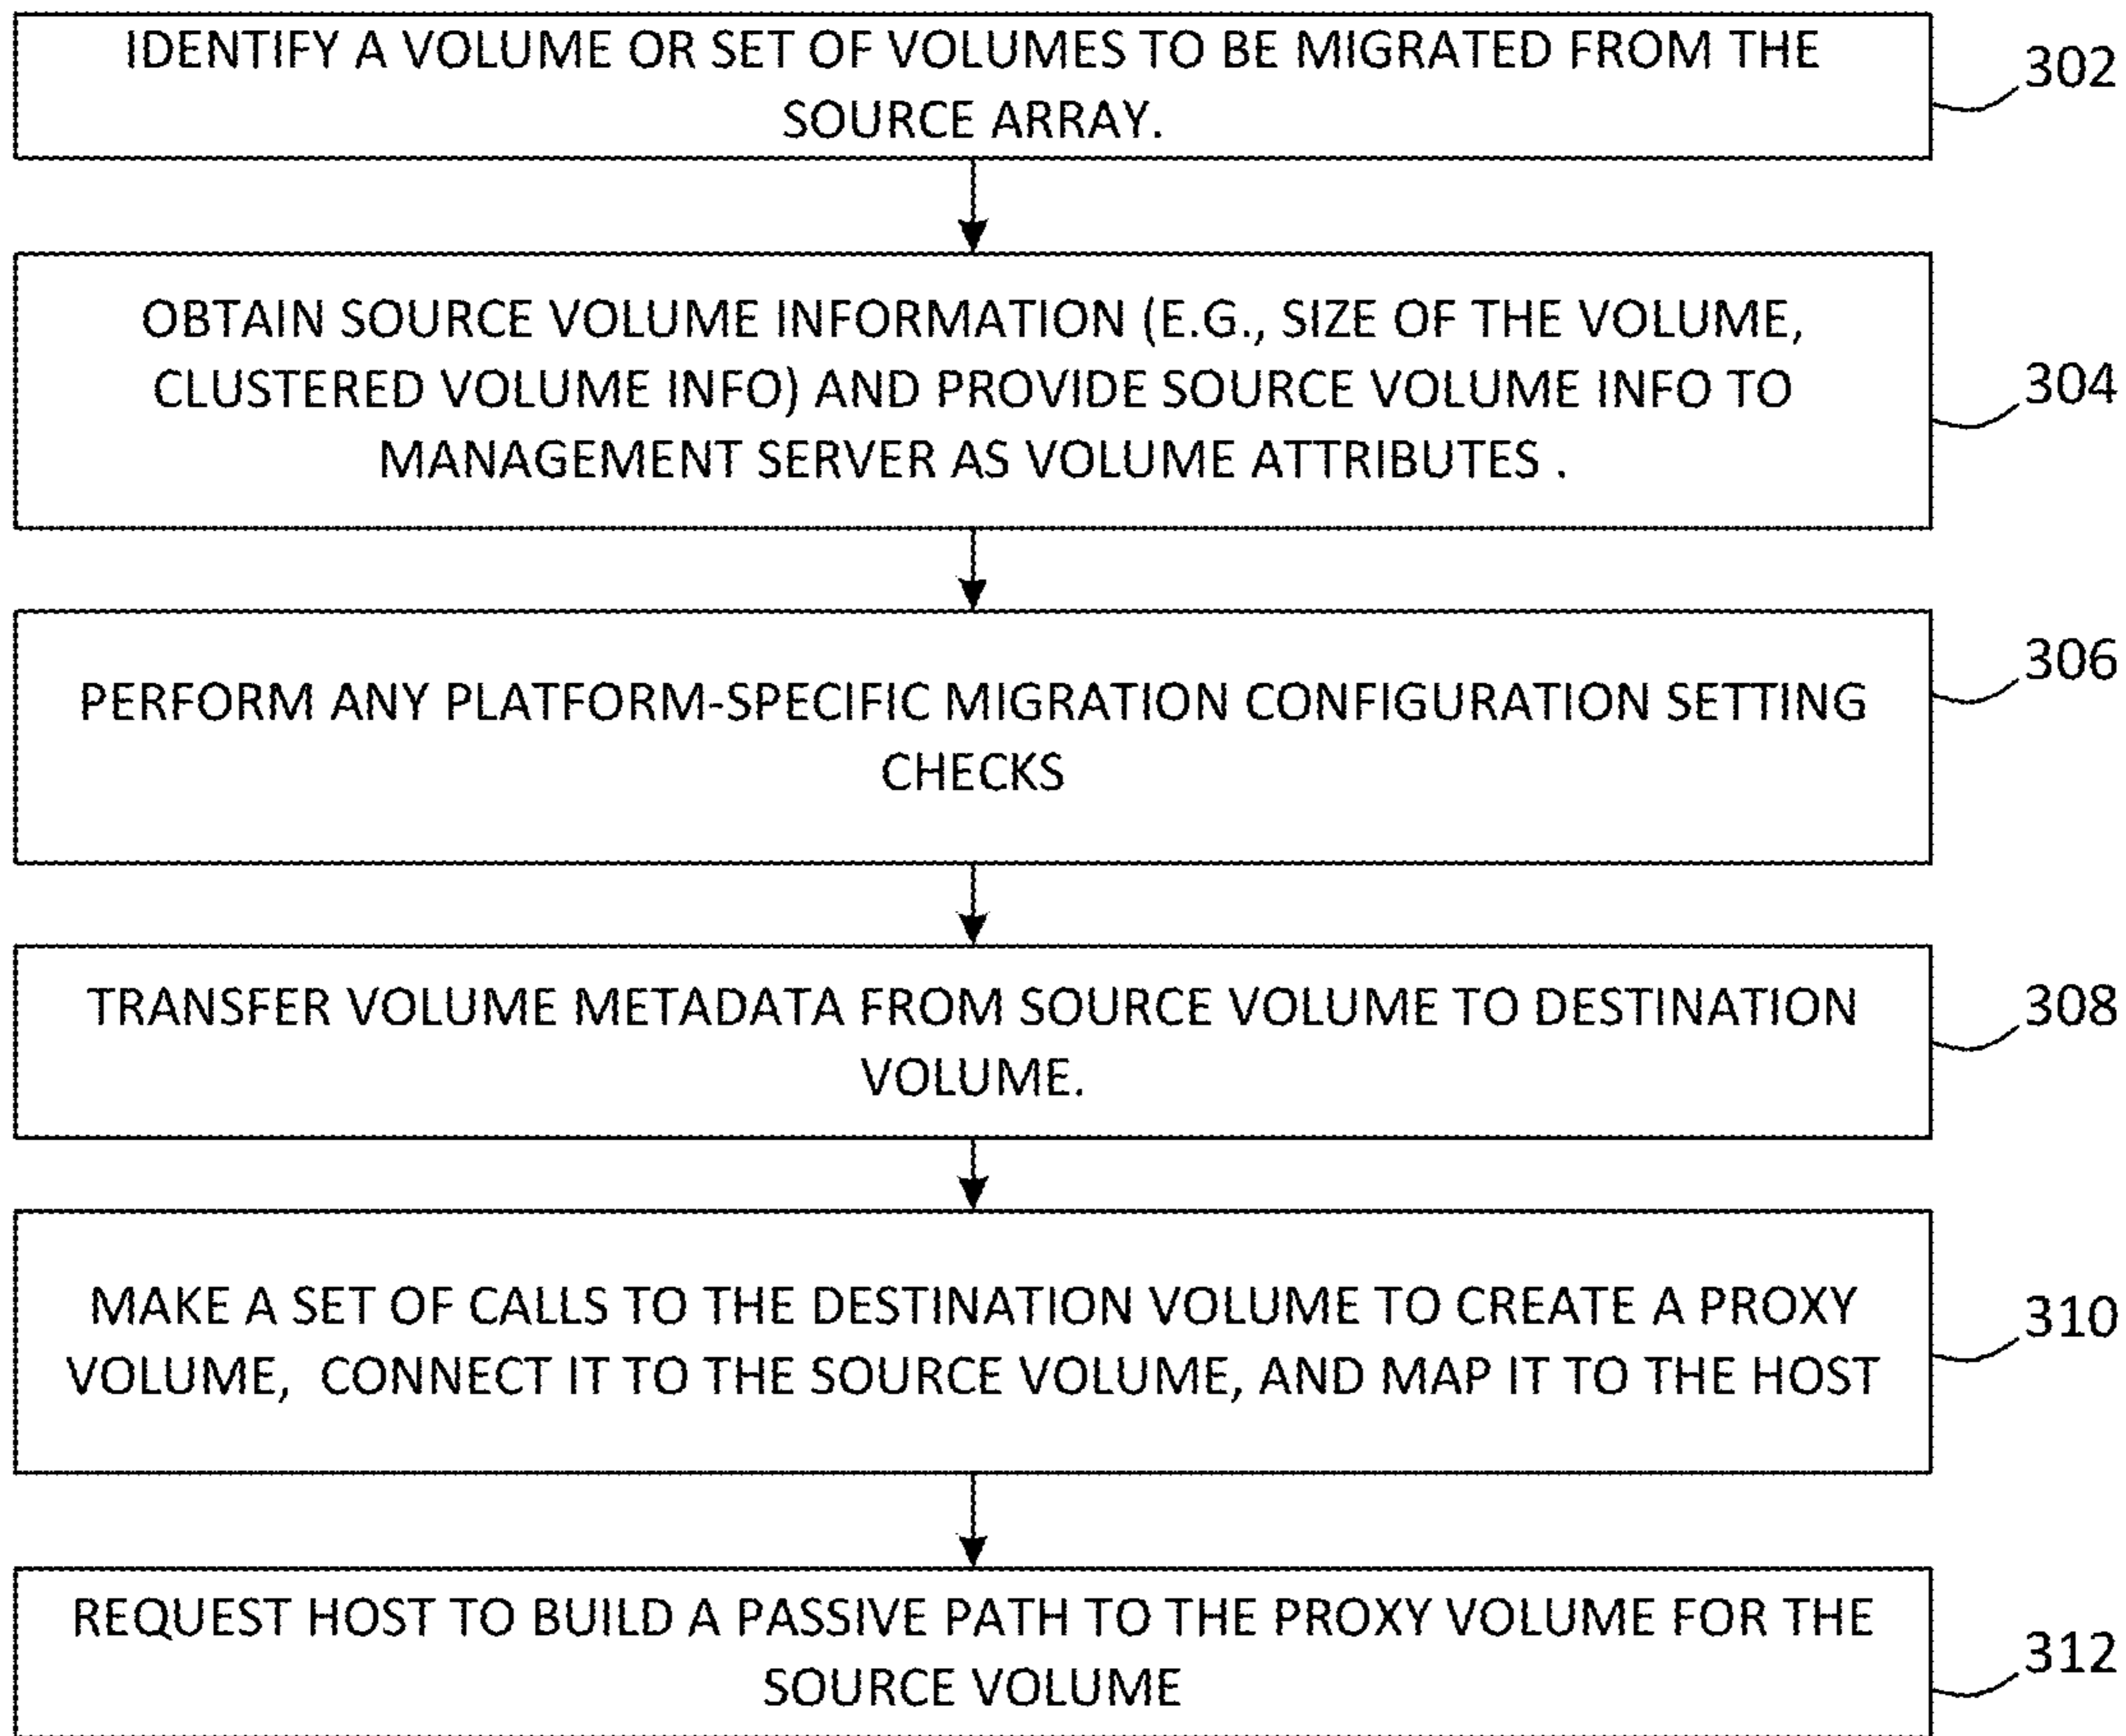 IDENTIFY A VOLUME OR SET OF VOLUMES TO BE MIGRATED FROM THE
SOURCE ARRAY.
302
OBTAIN SOURCE VOLUME INFORMATION (E.G., SIZE OF THE VOLUME,
CLUSTERED VOLUME INFO) AND PROVIDE SOURCE VOLUME INFO TO
MANAGEMENT SERVER AS VOLUME ATTRIBUTES .
304
PERFORM ANY PLATFORM-SPECIFIC MIGRATION CONFIGURATION SETTING
CHECKS
306
TRANSFER VOLUME METADATA FROM SOURCE VOLUME TO DESTINATION
VOLUME.
308
MAKE A SET OF CALLS TO THE DESTINATION VOLUME TO CREATE A PROXY
VOLUME, CONNECT IT TO THE SOURCE VOLUME, AND MAP IT TO THE HOST
310
REQUEST HOST TO BUILD A PASSIVE PATH TO THE PROXY VOLUME FOR THE
SOURCE VOLUME
312